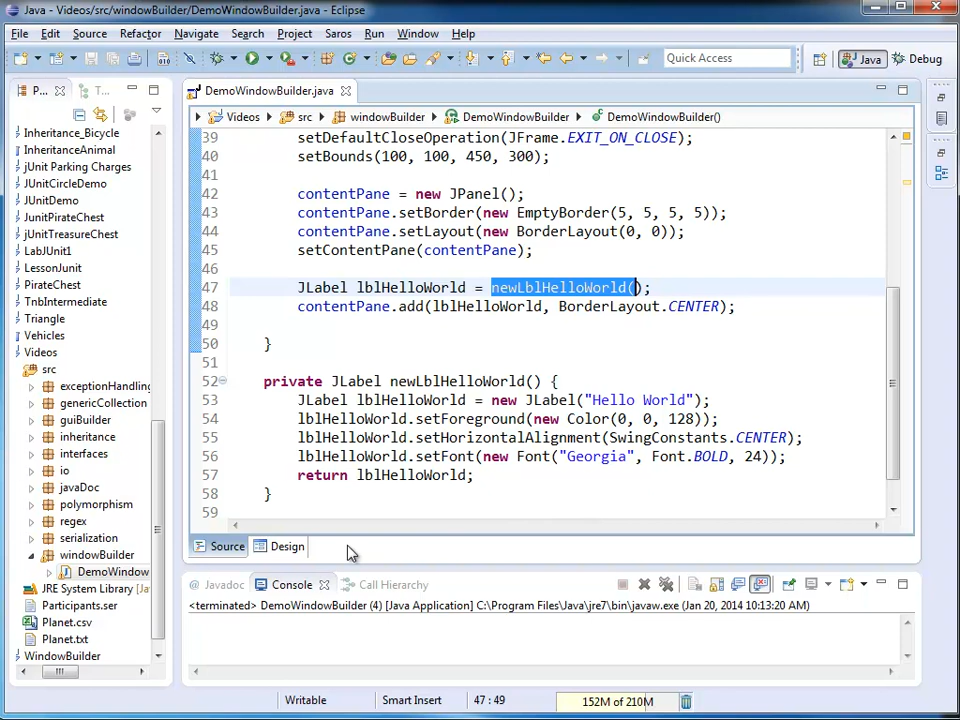 Java - Videos/src/windowBuilder/DemoWindowBuilder.java - Eclipse
File Edit Source Refactor Navigate Search Project Saros Run Window Help
Quick Access Java Debug
P... T... DemoWindowBuilder.java
Videos src windowBuilder DemoWindowBuilder DemoWindowBuilder()
Inheritance_Bicycle
InheritanceAnimal
jUnit Parking Charges
JUnitCircleDemo
JUnitDemo
JunitPirateChest
jUnitTreasureChest
LabJUnit1
LessonJunit
PirateChest
TnbIntermediate
Triangle
Vehicles
Videos
src
exceptionHandling
genericCollection
guiBuilder
inheritance
interfaces
io
javaDoc
polymorphism
regex
serialization
windowBuilder
DemoWindow
JRE System Library [Ja
Participants.ser
Planet.csv
Planet.txt
WindowBuilder
39 setDefaultCloseOperation(JFrame.EXIT_ON_CLOSE);
40 setBounds(100, 100, 450, 300);
41
42 contentPane = new JPanel();
43 contentPane.setBorder(new EmptyBorder(5, 5, 5, 5));
44 contentPane.setLayout(new BorderLayout(0, 0));
45 setContentPane(contentPane);
46
47 JLabel lblHelloWorld = newLblHelloWorld();
48 contentPane.add(lblHelloWorld, BorderLayout.CENTER);
49
50 }
51
52 private JLabel newLblHelloWorld() {
53 JLabel lblHelloWorld = new JLabel("Hello World");
54 lblHelloWorld.setForeground(new Color(0, 0, 128));
55 lblHelloWorld.setHorizontalAlignment(SwingConstants.CENTER);
56 lblHelloWorld.setFont(new Font("Georgia", Font.BOLD, 24));
57 return lblHelloWorld;
58 }
59
Source Design
Javadoc Console Call Hierarchy
<terminated> DemoWindowBuilder (4) [Java Application] C:\Program Files\Java\jre7\bin\javaw.exe (Jan 20, 2014 10:13:20 AM)
Writable Smart Insert 47 : 49 152M of 210M